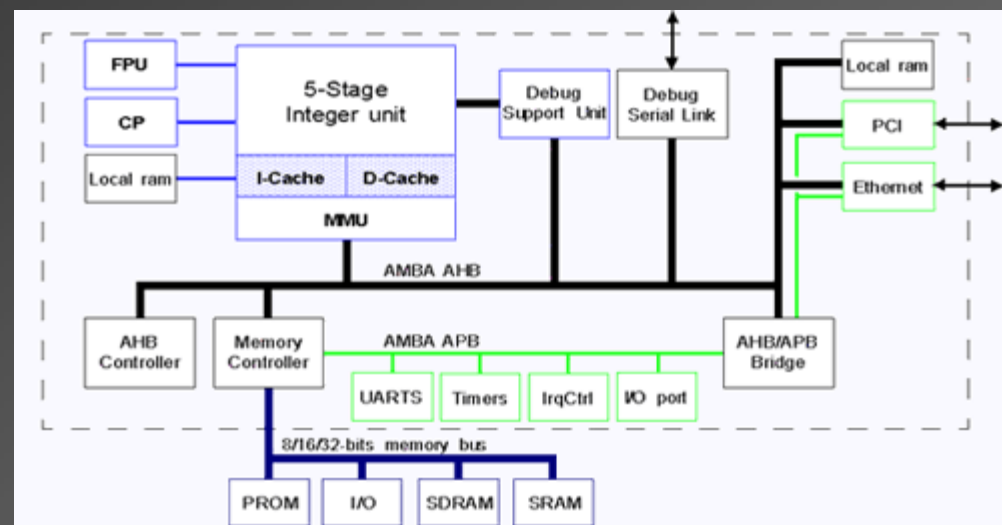 FPU
5-Stage
Integer unit
Debug
Support Unit
Debug
Serial Link
Local ram
CP
PCI
Local ram
I-Cache
D-Cache
Ethernet
MMU
AMBA AHB
AHB
Controller
Memory
Controller
AMBA APB
AHB/APB
Bridge
UARTS
Timers
IrqCtrl
I/O port
8/16/32-bits memory bus
PROM
I/O
SDRAM
SRAM